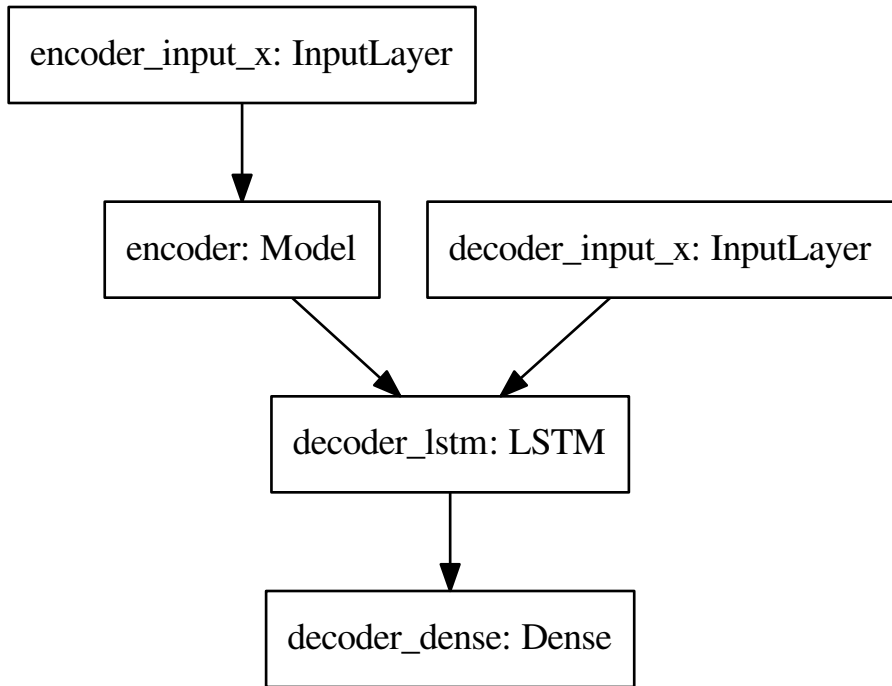 encoder_input_x: InputLayer
encoder: Model
decoder_input_x: InputLayer
decoder_lstm: LSTM
decoder_dense: Dense